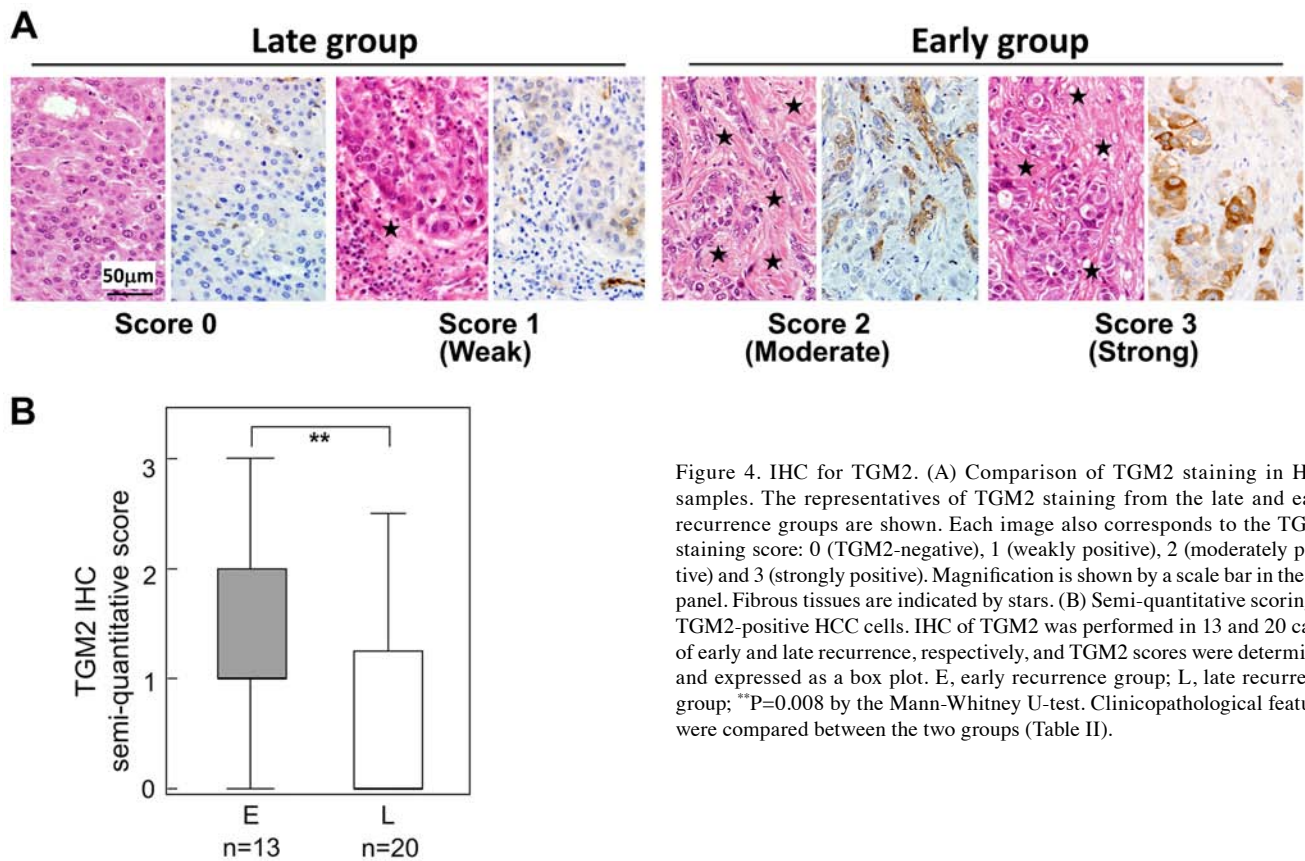 A
Late group
Early group
50μm
Score 0
Score 1
(Weak)
Score 2
(Moderate)
Score 3
(Strong)
B
TGM2 IHC
semi-quantitative score
3
2
1
0
**
E
L
n=13
n=20
Figure 4. IHC for TGM2. (A) Comparison of TGM2 staining in H
samples. The representatives of TGM2 staining from the late and ea
recurrence groups are shown. Each image also corresponds to the TG
staining score: 0 (TGM2-negative), 1 (weakly positive), 2 (moderately p
tive) and 3 (strongly positive). Magnification is shown by a scale bar in the
panel. Fibrous tissues are indicated by stars. (B) Semi-quantitative scoring
TGM2-positive HCC cells. IHC of TGM2 was performed in 13 and 20 ca
of early and late recurrence, respectively, and TGM2 scores were determi
and expressed as a box plot. E, early recurrence group; L, late recurre
group; **P=0.008 by the Mann-Whitney U-test. Clinicopathological featu
were compared between the two groups (Table II).